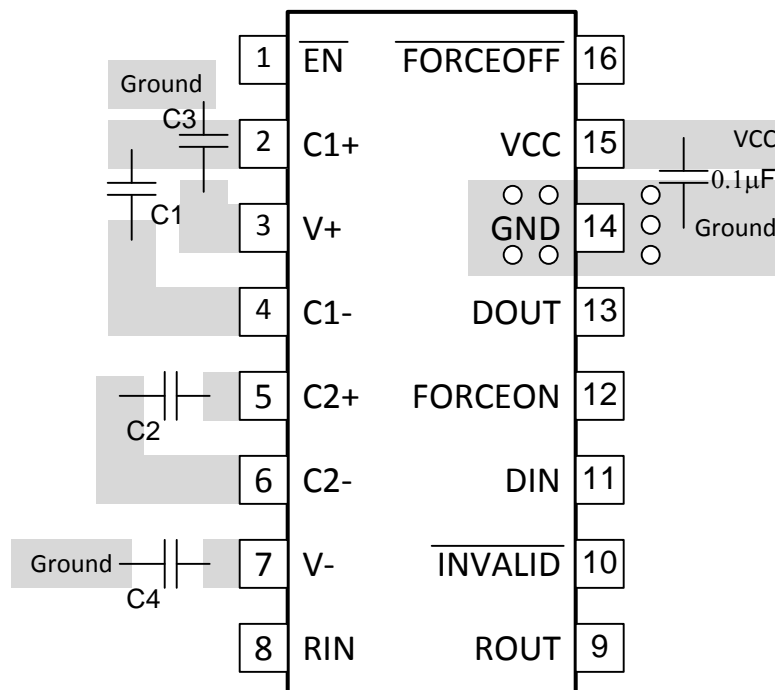 1 EN FORCEOFF 16
Ground
C3
2 C1+ VCC 15 VCC
C1 0.1µF
3 V+ GND 14 Ground
4 C1- DOUT 13
5 C2+ FORCEON 12
C2
6 C2- DIN 11
Ground 7 V- INVALID 10
C4
8 RIN ROUT 9